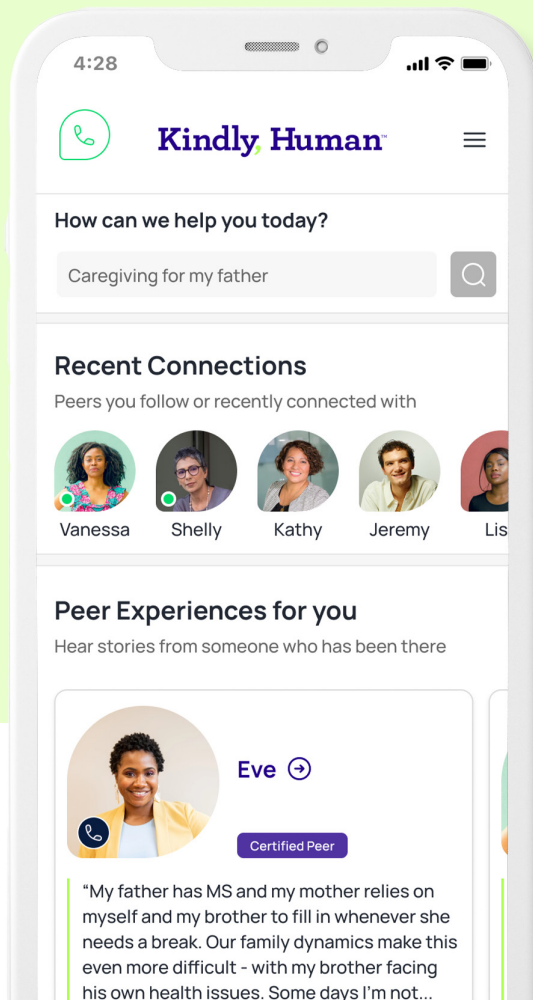 4:28
Kindly, Human™
How can we help you today?
Caregiving for my father
Recent Connections
Peers you follow or recently connected with
Vanessa
Shelly
Kathy
Jeremy
Lis
Peer Experiences for you
Hear stories from someone who has been there
Eve
Certified Peer
“My father has MS and my mother relies on
myself and my brother to fill in whenever she
needs a break. Our family dynamics make this
even more difficult - with my brother facing
his own health issues. Some days I’m not...